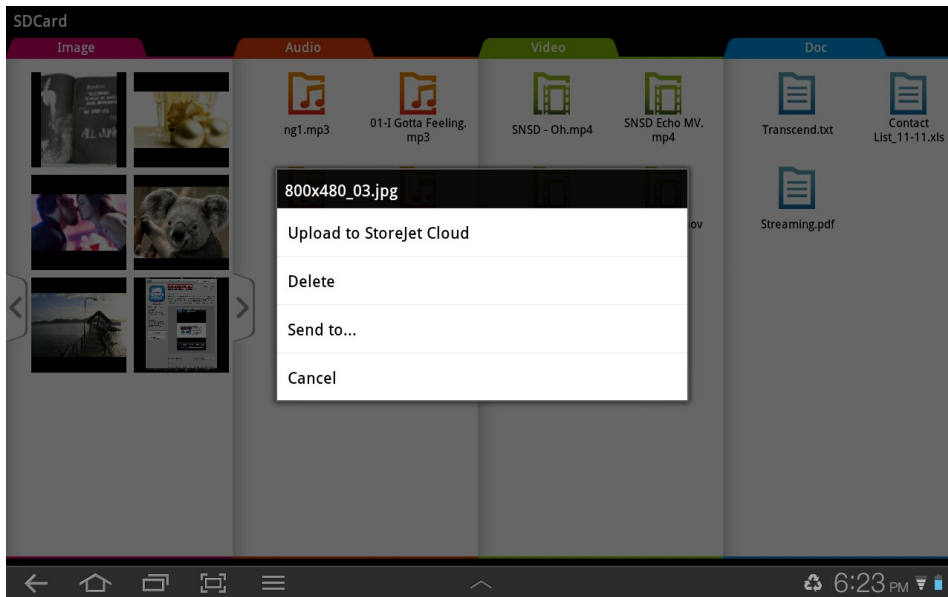 SDCard
Image
Audio
Video
Doc
ng1.mp3
01-I Gotta Feeling.
mp3
SNSD - Oh.mp4
SNSD Echo MV.
mp4
Transcend.txt
Contact
List_11-11.xls
800x480_03.jpg
ov
Streaming.pdf
Upload to StoreJet Cloud
Delete
Send to...
Cancel
ALL JUN
6:23 PM